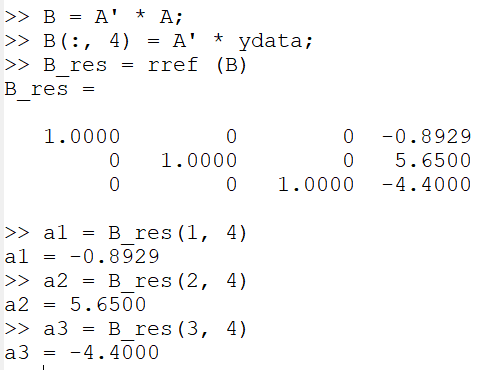 >> B = A' * A;
>> B(:, 4) = A' * ydata;
>> B_res = rref (B)
B_res =
1.0000 0 0 -0.8929
0 1.0000 0 5.6500
0 0 1.0000 -4.4000
>> a1 = B_res(1, 4)
a1 = -0.8929
>> a2 = B_res(2, 4)
a2 = 5.6500
>> a3 = B_res(3, 4)
a3 = -4.4000